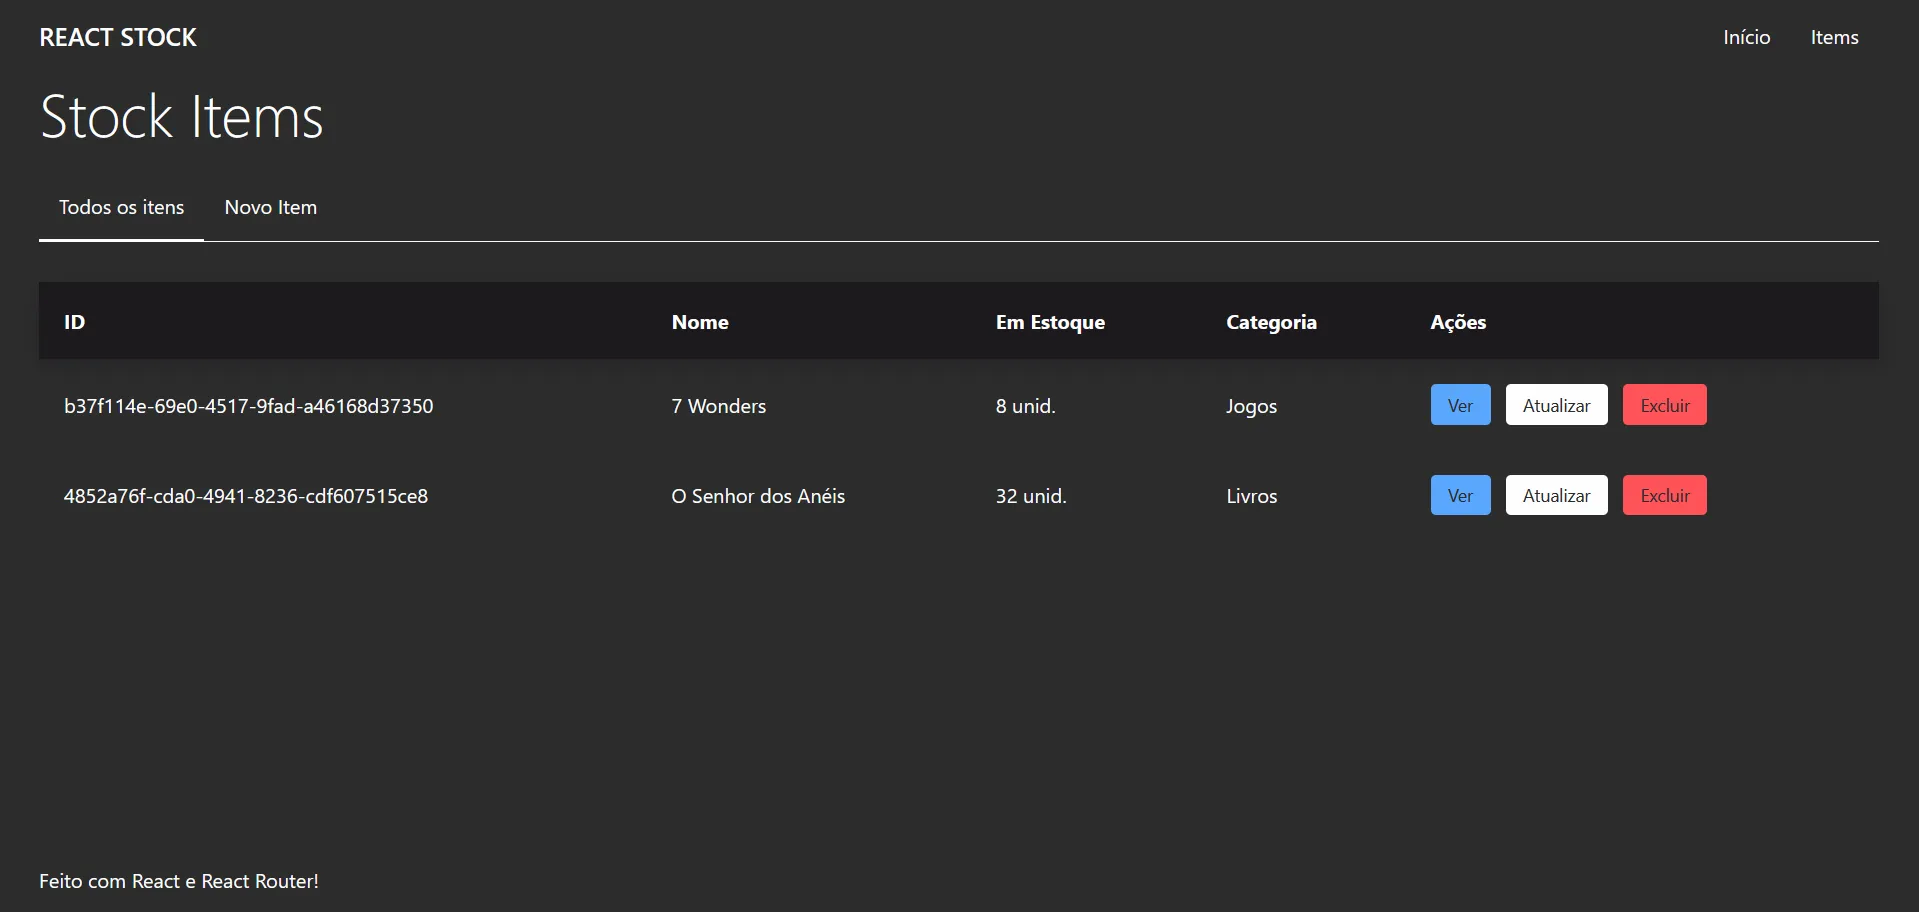 REACT STOCK Início Items
Stock Items
Todos os itens Novo Item
ID Nome Em Estoque Categoria Ações
b37f114e-69e0-4517-9fad-a46168d37350 7 Wonders 8 unid. Jogos Ver Atualizar Excluir
4852a76f-cda0-4941-8236-cdf607515ce8 O Senhor dos Anéis 32 unid. Livros Ver Atualizar Excluir
Feito com React e React Router!